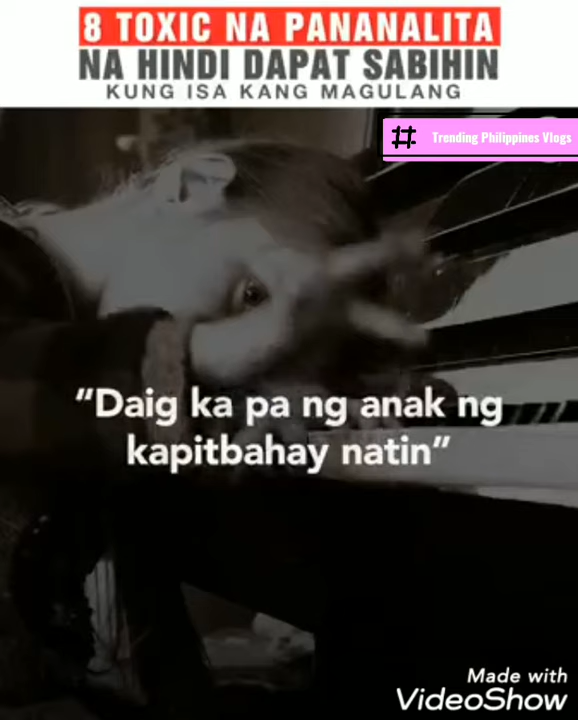 8 TOXIC NA PANANALITA
NA HINDI DAPAT SABIHIN
KUNG ISA KANG MAGULANG
# Trending Philippines Vlogs
“Daig ka pa ng anak ng
kapitbahay natin”
Made with
VideoShow